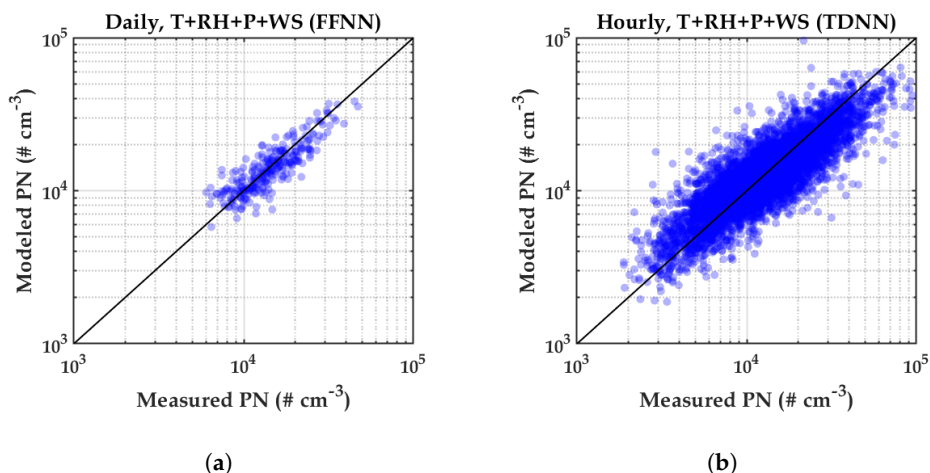 Daily, T+RH+P+WS (FFNN)
10^5
10^4
10^3
Modeled PN (# cm^-3)
10^3 10^4 10^5
Measured PN (# cm^-3)
(a)
Hourly, T+RH+P+WS (TDNN)
10^5
10^4
10^3
Modeled PN (# cm^-3)
10^3 10^4 10^5
Measured PN (# cm^-3)
(b)